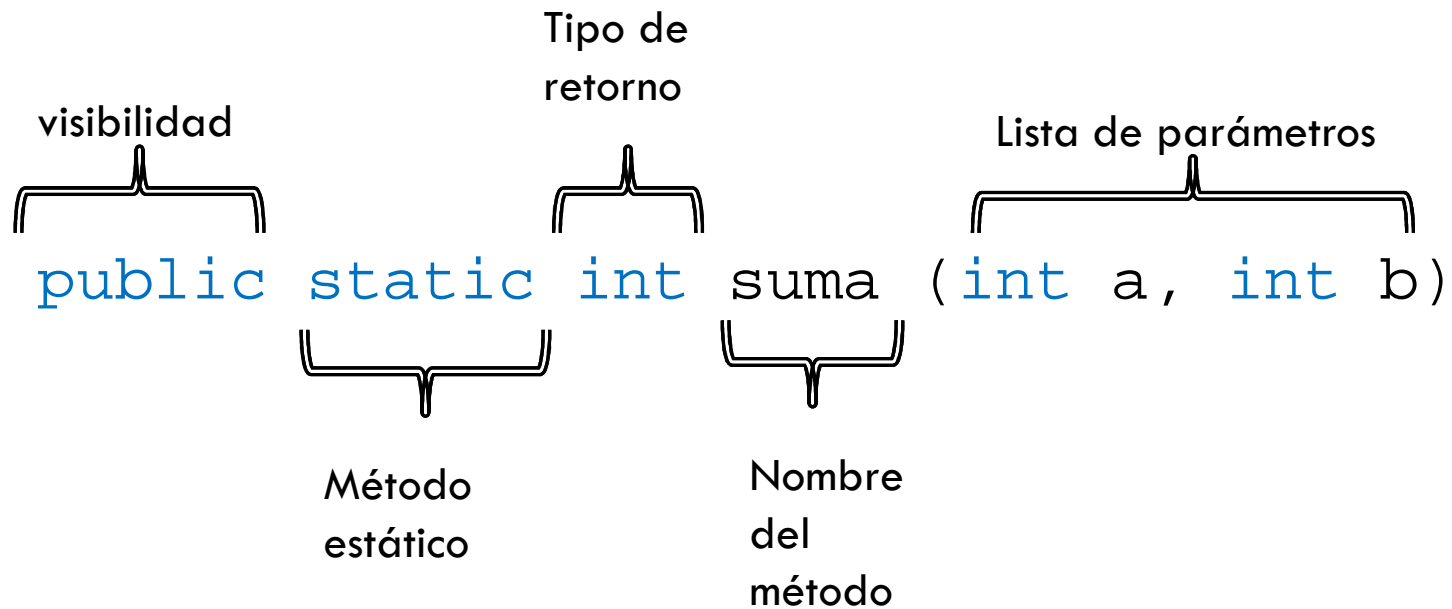 Tipo de
retorno
visibilidad
Lista de parámetros
public static int suma (int a, int b)
Método
estático
Nombre
del
método